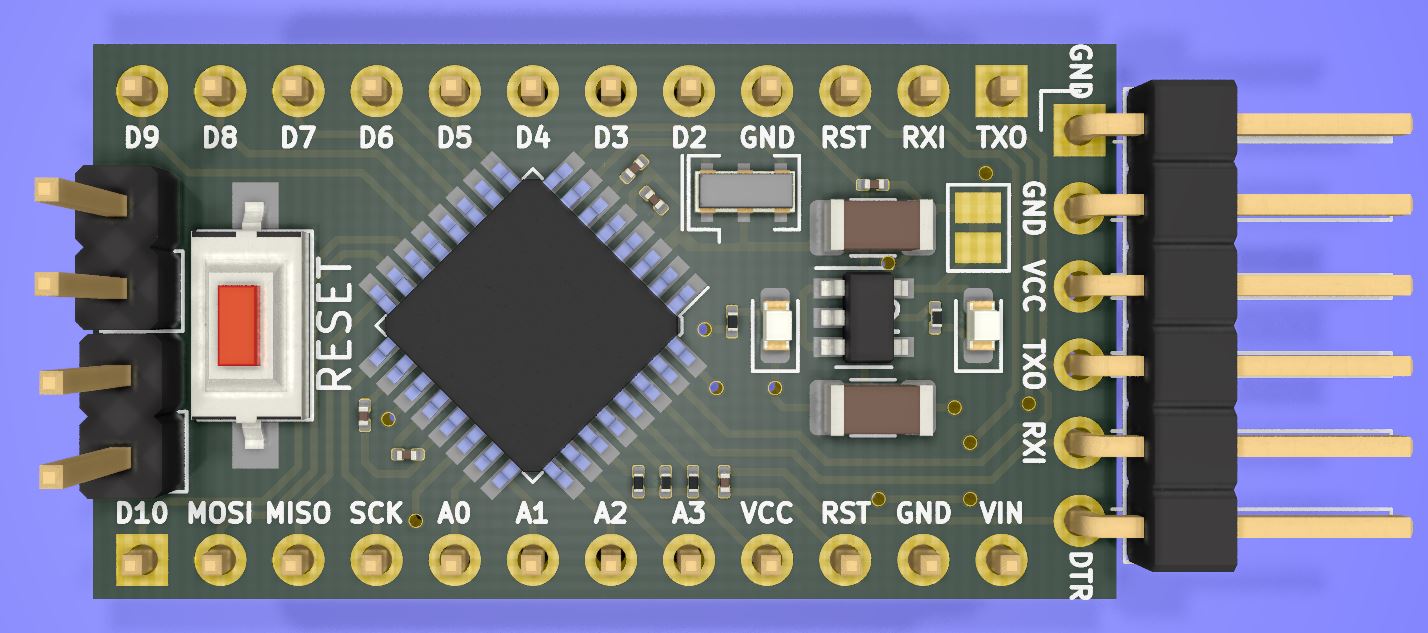 GND
D9 D8 D7 D6 D5 D4 D3 D2 GND RST RXI TXO
GND
VCC
TXO
RXI
DTR
RESET
D10 MOSI MISO SCK A0 A1 A2 A3 VCC RST GND VIN